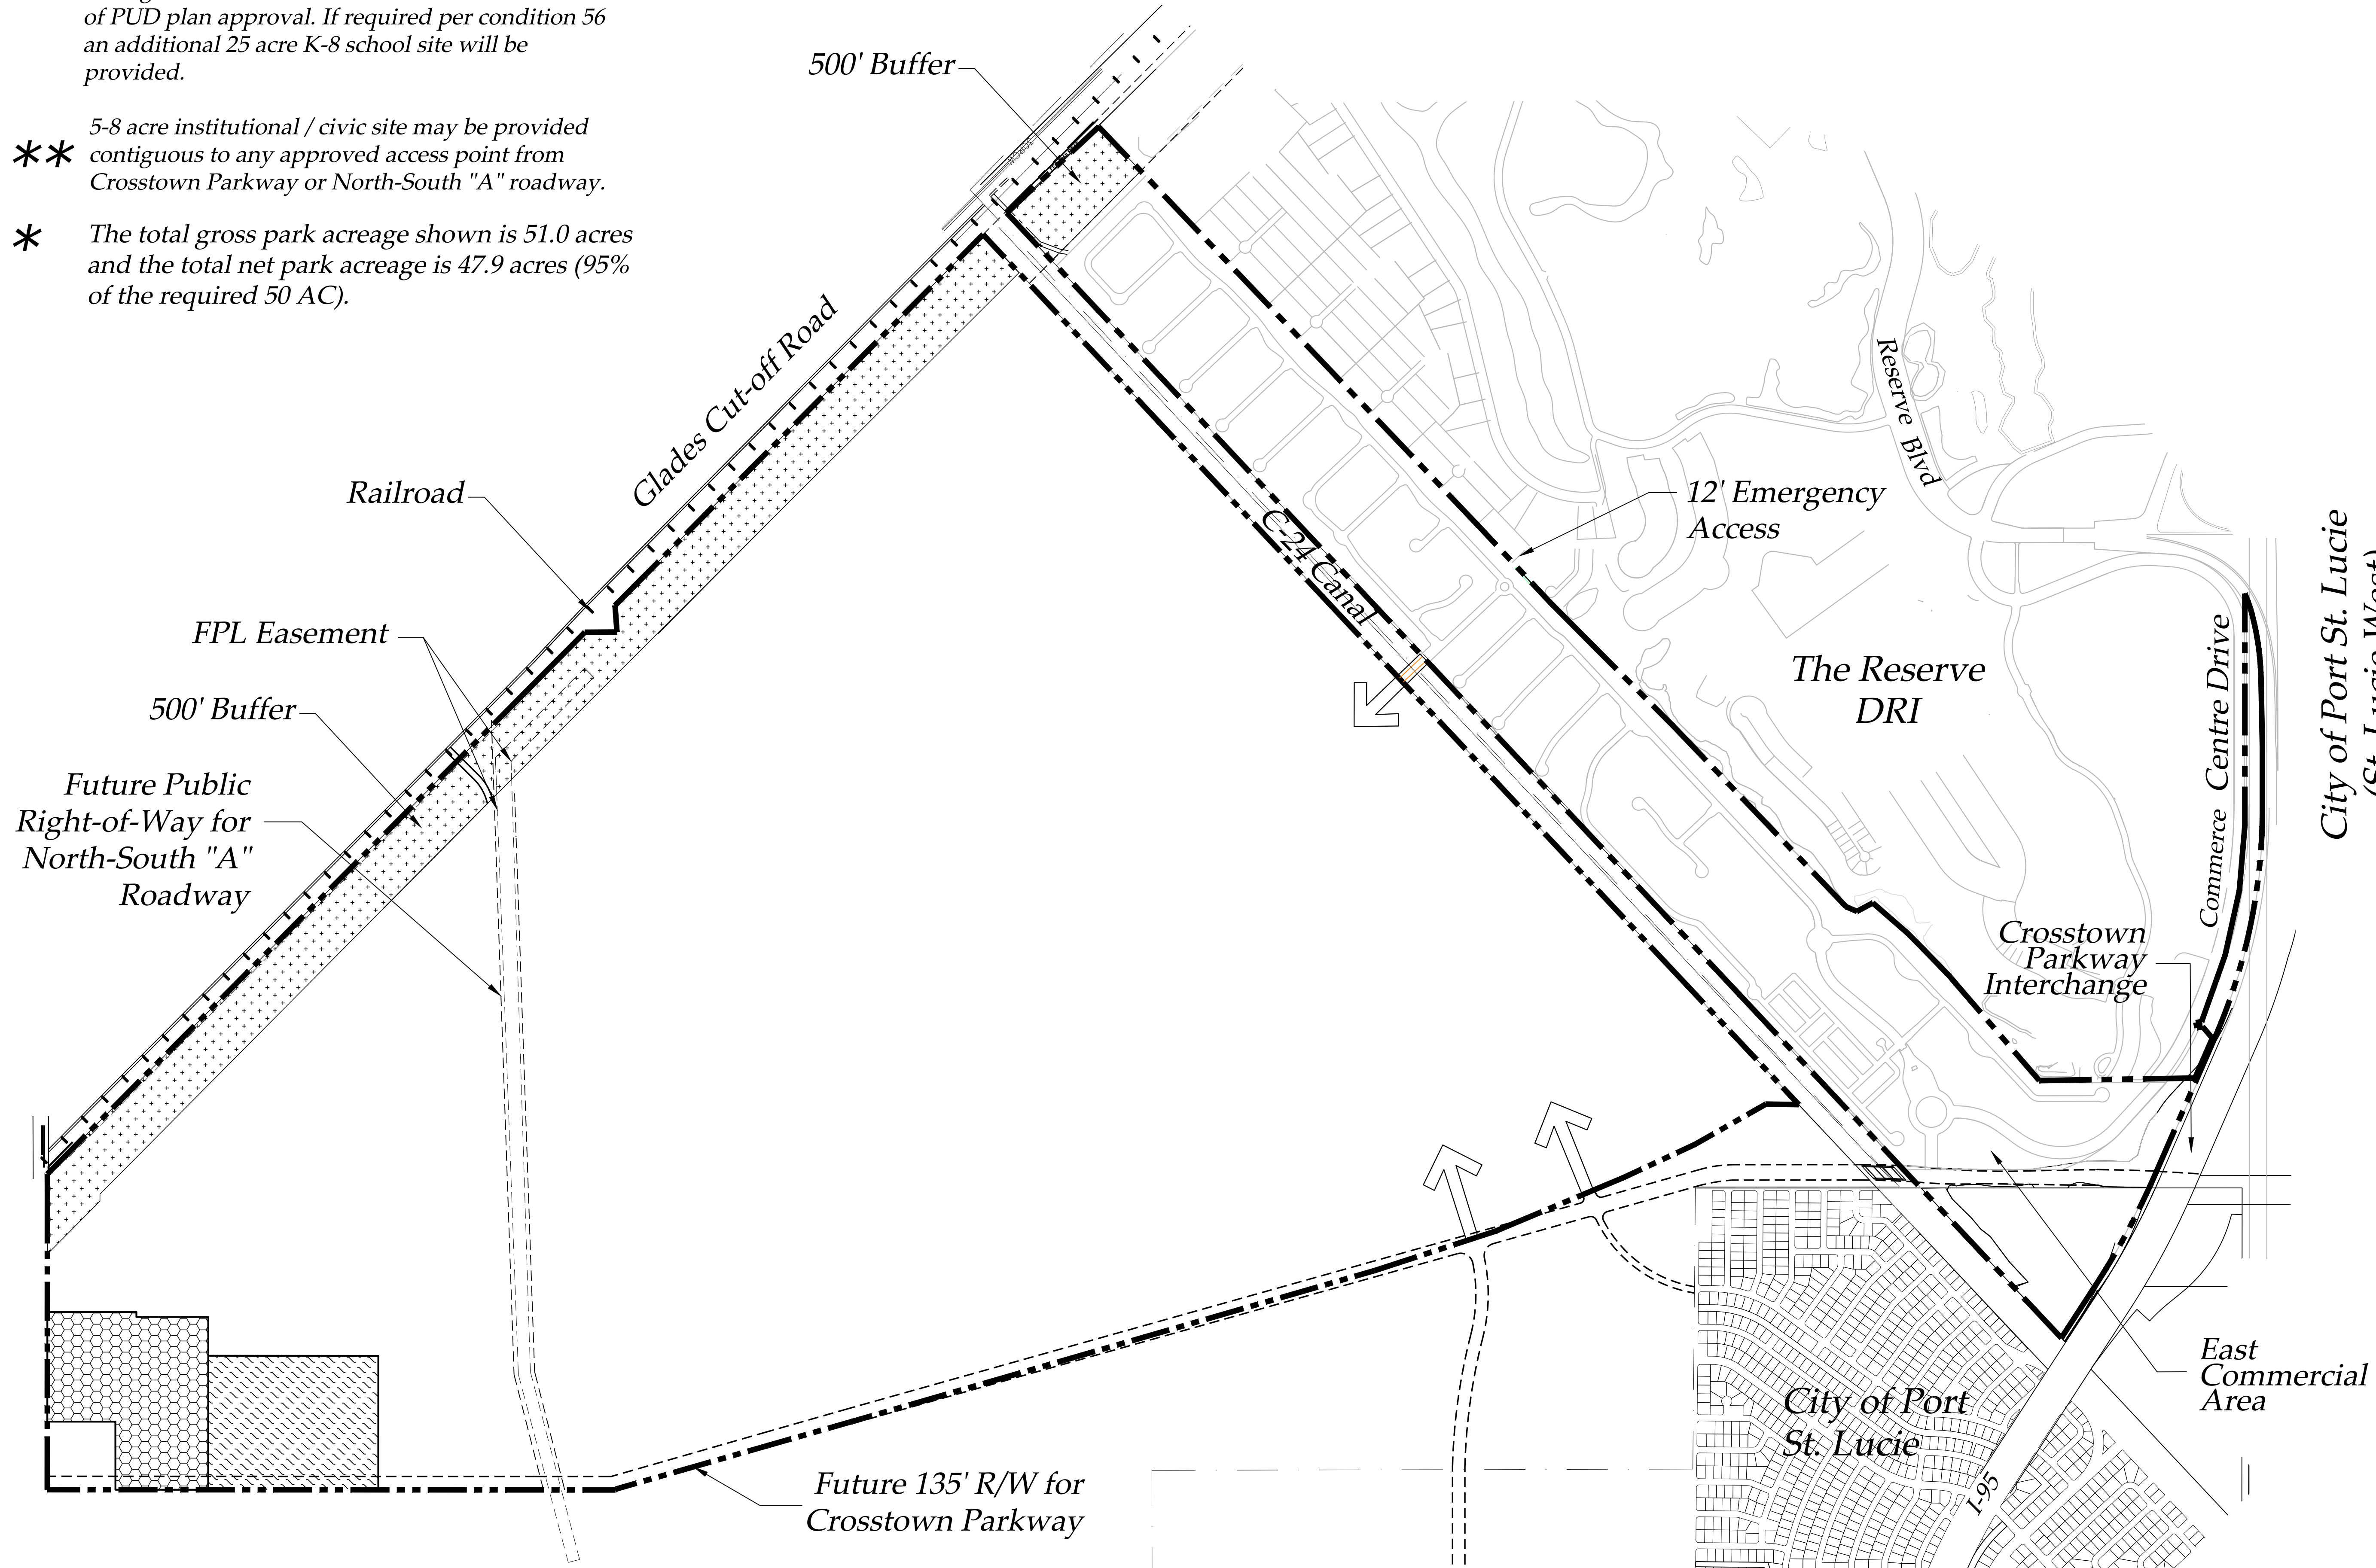 of PUD plan approval. If required per condition 56
an additional 25 acre K-8 school site will be
provided.
**
5-8 acre institutional / civic site may be provided
contiguous to any approved access point from
Crosstown Parkway or North-South "A" roadway.
*
The total gross park acreage shown is 51.0 acres
and the total net park acreage is 47.9 acres (95%
of the required 50 AC).
500' Buffer
Glades Cut-off Road
Railroad
FPL Easement
500' Buffer
Future Public
Right-of-Way for
North-South "A"
Roadway
C-24 Canal
12' Emergency
Access
Reserve Blvd
The Reserve
DRI
Commerce Centre Drive
City of Port St. Lucie
(St. Lucie West)
Crosstown
Parkway
Interchange
East
Commercial
Area
City of Port
St. Lucie
I-95
Future 135' R/W for
Crosstown Parkway